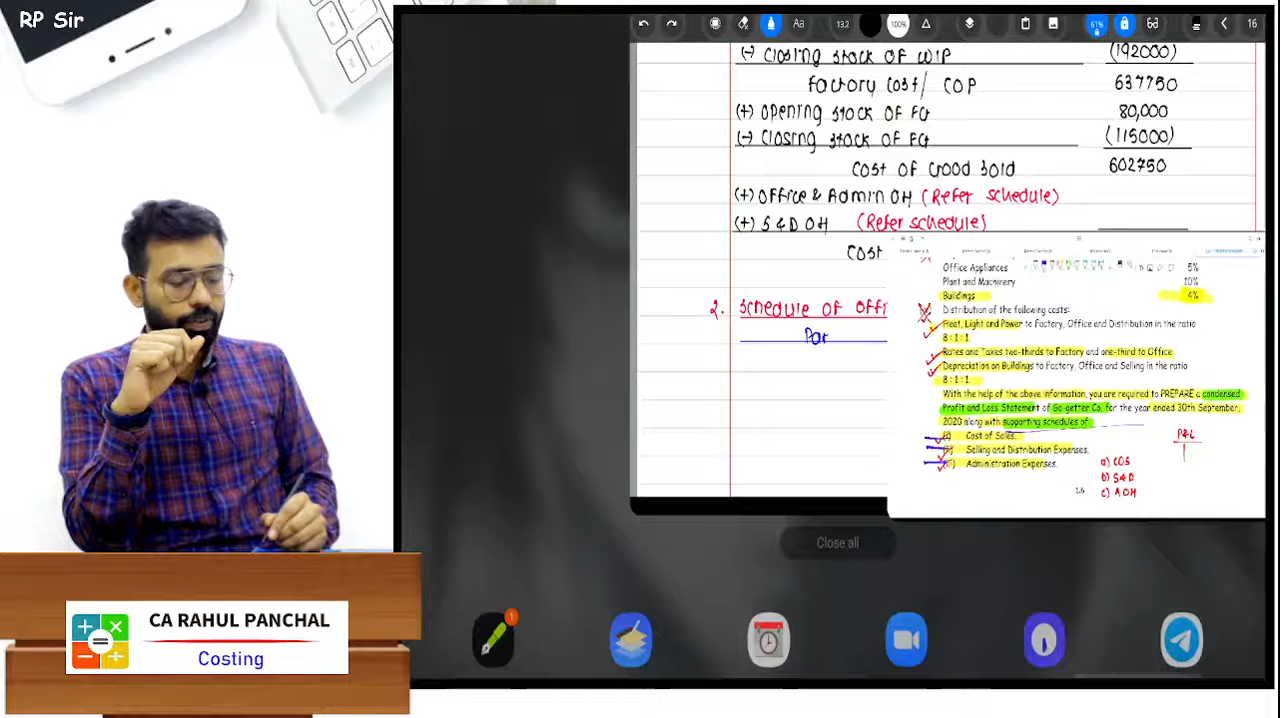 RP Sir
13.2
100%
61%
16
(-) Closing Stock OF WIP (192000)
Factory Cost/ COP 637750
(+) Opening Stock OF FG 80,000
(-) Closing Stock OF FG (115000)
Cost OF Good Sold 602750
(+) Office & Admin OH (Refer schedule)
(+) S & D OH (Refer schedule)
Cost
2. Schedule OF Offi
Par
Office Appliances 5%
Plant and Machinery 10%
Buildings 4%
Distribution of the following costs:
Heat, Light and Power to Factory, Office and Distribution in the ratio
8 : 1 : 1.
Rates and Taxes two-thirds to Factory and one-third to Office.
Depreciation on Buildings to Factory, Office and Selling in the ratio
8 : 1 : 1
With the help of the above information, you are required to PREPARE a condensed
Profit and Loss Statement of Go-getter Co. for the year ended 30th September,
2020 along with supporting schedules of
(i) Cost of Sales.
Selling and Distribution Expenses.
Administration Expenses.
P&L
a) COS
b) S&D
c) AOH
Close all
1
CA RAHUL PANCHAL
Costing